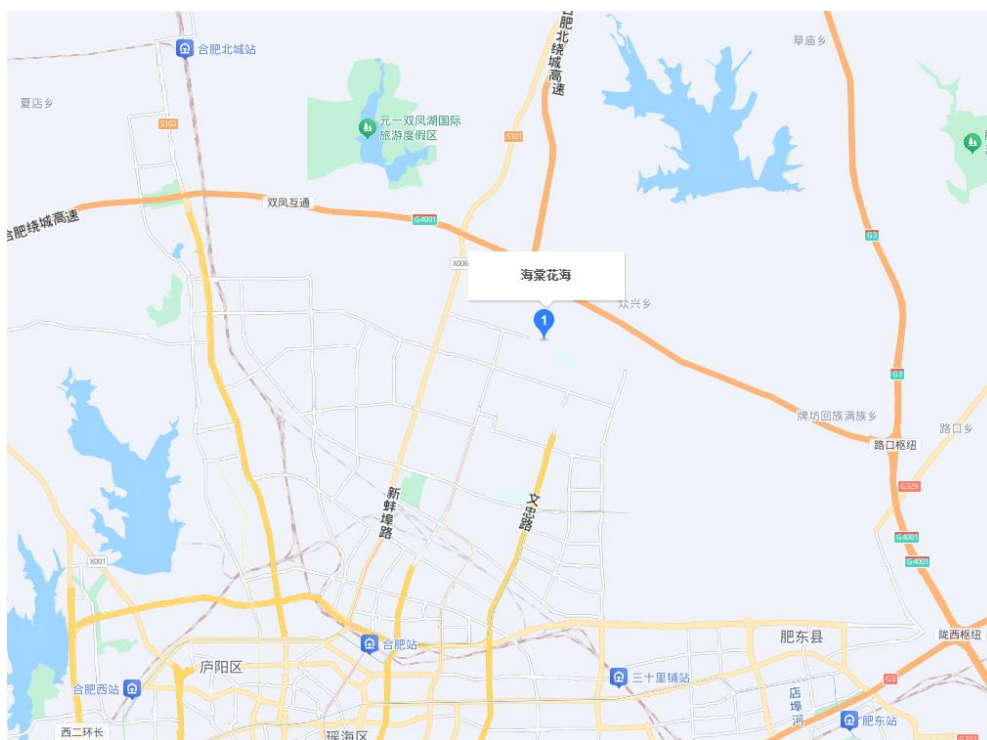 合肥北绕城高速
草庙乡
合肥北城站
夏店乡
元一双凤湖国际
旅游度假区
S102
S101
双凤互通
合肥绕城高速
G4001
G3
X006
海棠花海
众兴乡
1
G3
牌坊回族满族乡
路口乡
路口枢纽
G329
新蚌埠路
文忠路
G4001
X001
G4001
合肥站
肥东县
陇西枢纽
庐阳区
合肥西站
三十里铺站
G3
店埠河
肥东站
西二环长
瑶海区
G312